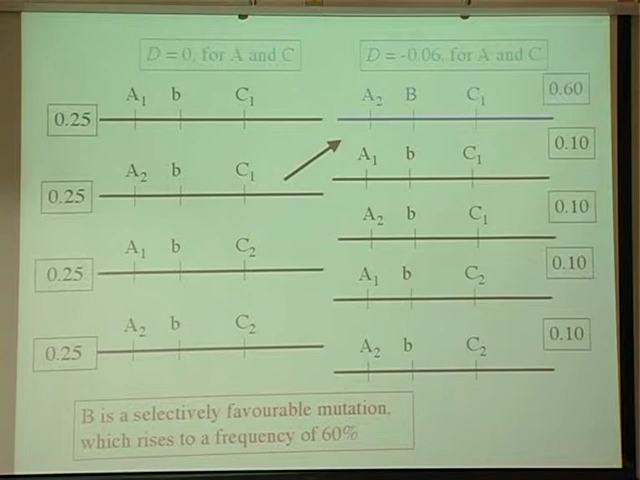 D = 0, for A and C
A1 b C1
0.25
A2 b C1
0.25
A1 b C2
0.25
A2 b C2
0.25
D = -0.06, for A and C
A2 B C1
0.60
A1 b C1
0.10
A2 b C1
0.10
A1 b C2
0.10
A2 b C2
0.10
B is a selectively favourable mutation,
which rises to a frequency of 60%